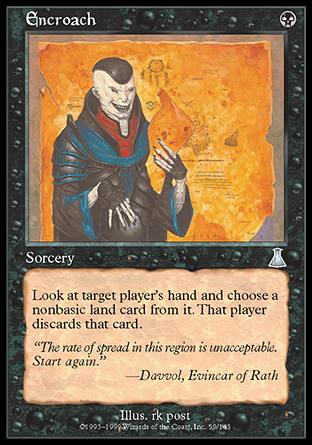 Encroach
Sorcery
Look at target player's hand and choose a
nonbasic land card from it. That player
discards that card.
"The rate of spread in this region is unacceptable.
Start again."
—Davvol, Evincar of Rath
Illus. rk post
©1993-1999 Wizards of the Coast, Inc. 59/143